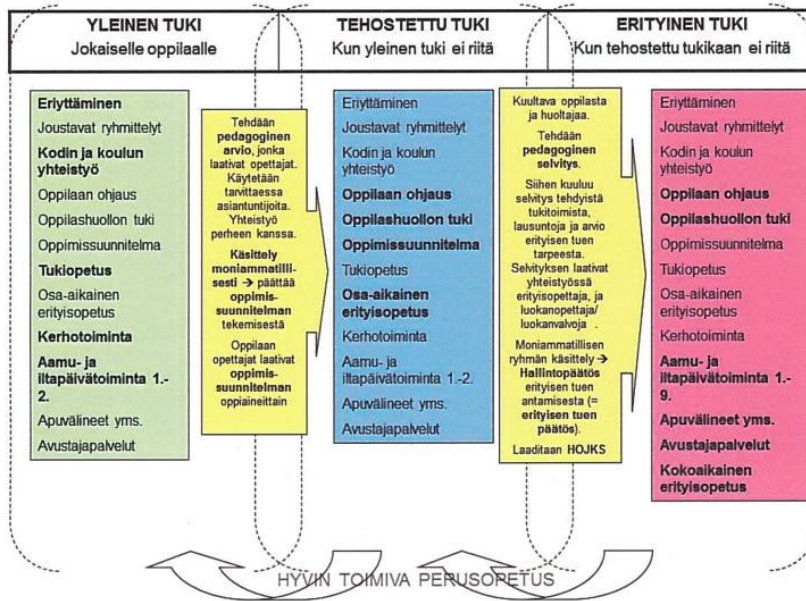 YLEINEN TUKI
Jokaiselle oppilaalle
TEHOSTETTU TUKI
Kun yleinen tuki ei riitä
ERITYINEN TUKI
Kun tehostettu tukikaan ei riitä
Eriyttäminen
Joustavat ryhmittelyt
Kodin ja koulun
yhteistyö
Oppilaan ohjaus
Oppilashuollon tuki
Oppimissuunnitelma
Tukiopetus
Osa-aikainen
erityisopetus
Kerhotoiminta
Aamu- ja
iltapäivätoiminta 1.-
2.
Apuvälineet yms.
Avustajapalvelut
Tehdään
pedagoginen
arvio, jonka
laativat opettajat.
Käytetään
tarvittaessa
asiantuntijoita.
Yhteistyö
perheen kanssa.
Käsittely
moniammatilli-
sesti → päättää
oppimis-
suunnitelman
tekemisestä
Oppilaan
opettajat laativat
oppimis-
suunnitelman
oppiaineittain
Eriyttäminen
Joustavat ryhmittelyt
Kodin ja koulun
yhteistyö
Oppilaan ohjaus
Oppilashuollon tuki
Oppimissuunnitelma
Tukiopetus
Osa-aikainen
erityisopetus
Kerhotoiminta
Aamu- ja
iltapäivätoiminta 1.-2.
Apuvälineet yms.
Avustajapalvelut
Kuultava oppilasta
ja huoltajaa.
Tehdään
pedagoginen
selvitys.
Siihen kuuluu
selvitys tehdyistä
tukitoimista,
lausuntoja ja arvio
erityisen tuen
tarpeesta.
Selvityksen laativat
yhteistyössä
erityisopettaja, ja
luokanopettaja/
luokanvalvoja .
Moniammatillisen
ryhmän käsittely →
Hallintopäätös
erityisen tuen
antamisesta (=
erityisen tuen
päätös).
Laaditaan HOJKS
Eriyttäminen
Joustavat ryhmittelyt
Kodin ja koulun
yhteistyö
Oppilaan ohjaus
Oppilashuollon tuki
Oppimissuunnitelma
Tukiopetus
Osa-aikainen
erityisopetus
Kerhotoiminta
Aamu- ja
iltapäivätoiminta 1.-
9.
Apuvälineet yms.
Avustajapalvelut
Kokoaikainen
erityisopetus
HYVIN TOIMIVA PERUSOPETUS